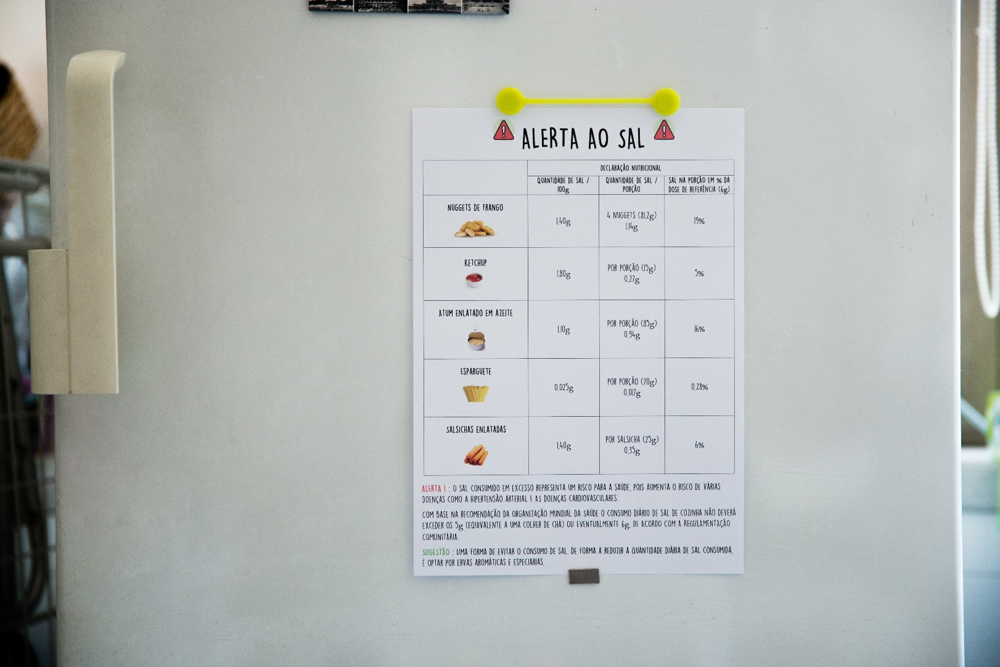 ALERTA AO SAL
DECLARAÇÃO NUTRICIONAL
QUANTIDADE DE SAL /
100g
QUANTIDADE DE SAL /
PORÇÃO
SAL NA PORÇÃO EM % DA
DOSE DE REFERÊNCIA (6g)
NUGGETS DE FRANGO
1,40g
4 NUGGETS (81,2g)
1,14g
19%
KETCHUP
1,80g
POR PORÇÃO (15g)
0,27g
5%
ATUM ENLATADO EM AZEITE
1,10g
POR PORÇÃO (85g)
0,94g
16%
ESPARGUETE
0,025g
POR PORÇÃO (70g)
0,017g
0,28%
SALSICHAS ENLATADAS
1,40g
POR SALSICHA (25g)
0,35g
6%
ALERTA ! : O SAL CONSUMIDO EM EXCESSO REPRESENTA UM RISCO PARA A SAÚDE, POIS AUMENTA O RISCO DE VÁRIAS
DOENÇAS COMO A HIPERTENSÃO ARTERIAL E AS DOENÇAS CARDIOVASCULARES.
COM BASE NA RECOMENDAÇÃO DA ORGANIZAÇÃO MUNDIAL DA SAÚDE O CONSUMO DIÁRIO DE SAL DE COZINHA NÃO DEVERÁ
EXCEDER OS 5g (EQUIVALENTE A UMA COLHER DE CHÁ) OU EVENTUALMENTE 6g, DE ACORDO COM A REGULAMENTAÇÃO
COMUNITÁRIA.
SUGESTÃO : UMA FORMA DE EVITAR O CONSUMO DE SAL, DE FORMA A REDUZIR A QUANTIDADE DIÁRIA DE SAL CONSUMIDA,
É OPTAR POR ERVAS AROMÁTICAS E ESPECIARIAS.